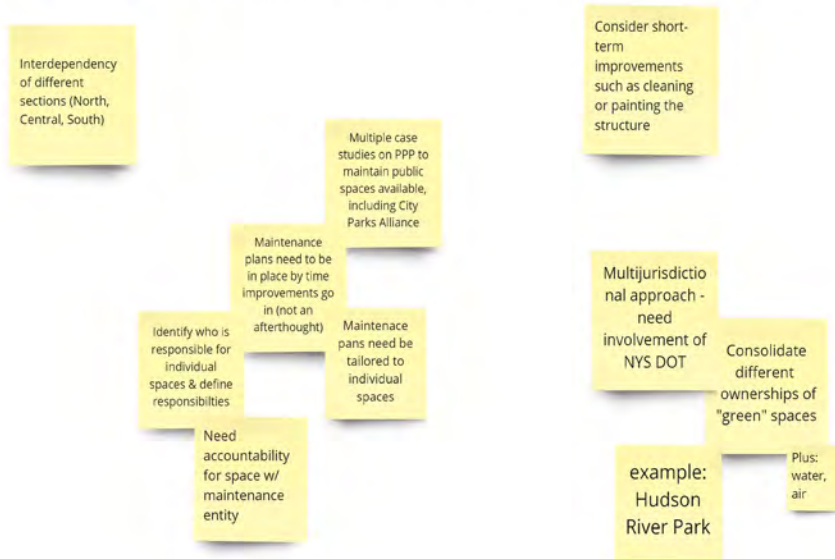 Interdependency
of different
sections (North,
Central, South)
Consider short-
term
improvements
such as cleaning
or painting the
structure
Multiple case
studies on PPP to
maintain public
spaces available,
including City
Parks Alliance
Maintenance
plans need to be
in place by time
improvements go
in (not an
afterthought)
Identify who is
responsible for
individual
spaces & define
responsibilties
Maintenace
pans need be
tailored to
individual
spaces
Need
accountability
for space w/
maintenance
entity
Multijurisdictio
nal approach -
need
involvement of
NYS DOT
Consolidate
different
ownerships of
"green" spaces
example:
Hudson
River Park
Plus:
water,
air